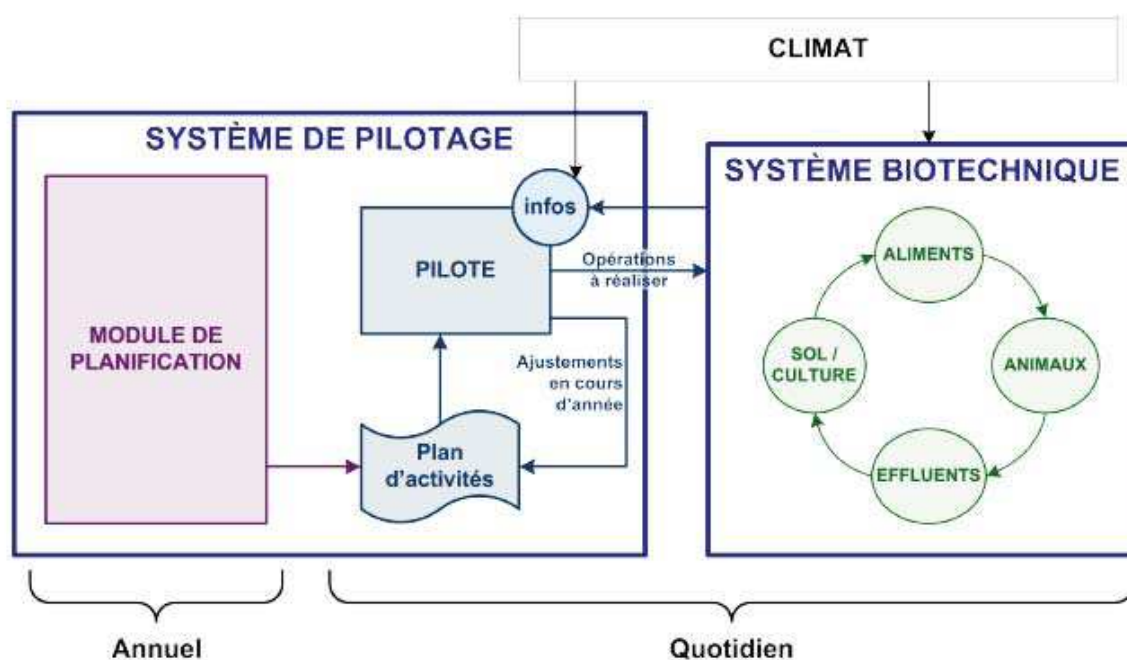 CLIMAT
SYSTÈME DE PILOTAGE
SYSTÈME BIOTECHNIQUE
infos
PILOTE
Opérations
à réaliser
MODULE DE
PLANIFICATION
Ajustements
en cours
d'année
Plan
d'activités
ALIMENTS
SOL /
CULTURE
ANIMAUX
EFFLUENTS
Annuel
Quotidien